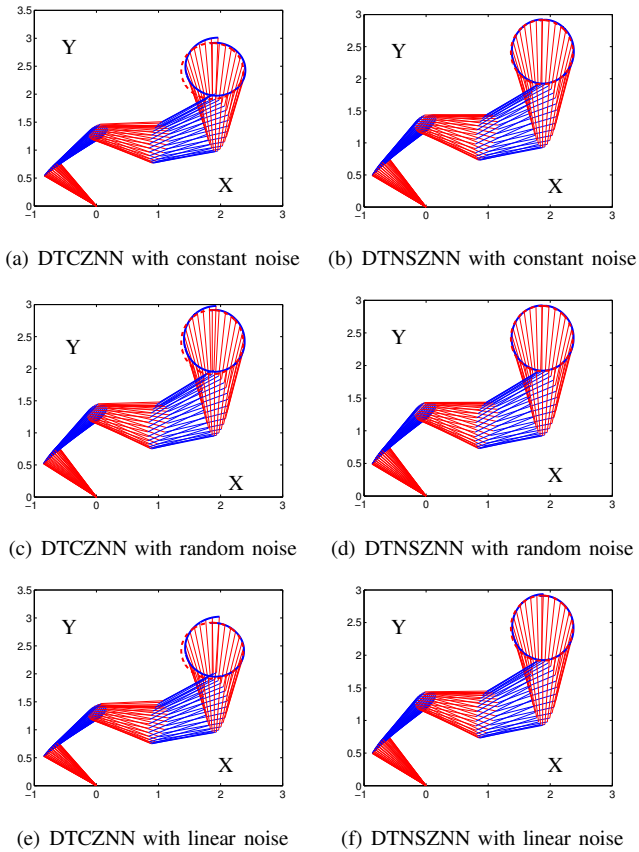 3.5
3
2.5
2
1.5
1
0.5
0
−1 0 1 2 3
Y
X
3
2.5
2
1.5
1
0.5
0
−1 0 1 2 3
Y
X
(a) DTCZNN with constant noise
(b) DTNSZNN with constant noise
3
2.5
2
1.5
1
0.5
0
−1 0 1 2 3
Y
X
3
2.5
2
1.5
1
0.5
0
−1 0 1 2 3
Y
X
(c) DTCZNN with random noise
(d) DTNSZNN with random noise
3.5
3
2.5
2
1.5
1
0.5
0
−1 0 1 2 3
Y
X
3
2.5
2
1.5
1
0.5
0
−1 0 1 2 3
Y
X
(e) DTCZNN with linear noise
(f) DTNSZNN with linear noise